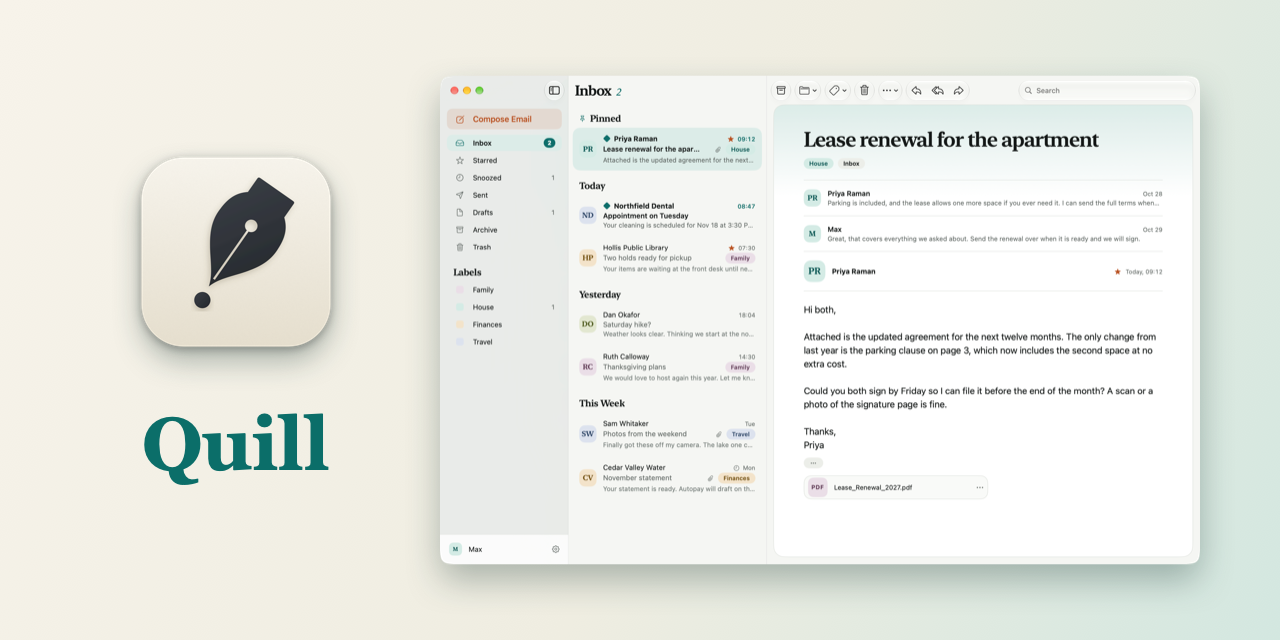 Quill
Compose Email
Inbox 2
Starred
Snoozed 1
Sent
Drafts 1
Archive
Trash
Labels
Family
House 1
Finances
Travel
M Max
Inbox 2
Pinned
PR Priya Raman 09:12
Lease renewal for the apar... House
Attached is the updated agreement for the next...
Today
ND Northfield Dental 08:47
Appointment on Tuesday
Your cleaning is scheduled for Nov 18 at 3:30 P...
HP Hollis Public Library 07:30
Two holds ready for pickup Family
Your items are waiting at the front desk until ne...
Yesterday
DO Dan Okafor 18:04
Saturday hike?
Weather looks clear. Thinking we start at the no...
RC Ruth Calloway 14:30
Thanksgiving plans Family
We would love to host again this year. Let me kn...
This Week
SW Sam Whitaker Tue
Photos from the weekend Travel
Finally got these off my camera. The lake one c...
CV Cedar Valley Water Mon
November statement Finances
Your statement is ready. Autopay will draft on th...
Search
Lease renewal for the apartment
House Inbox
PR Priya Raman Oct 28
Parking is included, and the lease allows one more space if you ever need it. I can send the full terms when...
M Max Oct 29
Great, that covers everything we asked about. Send the renewal over when it is ready and we will sign.
PR Priya Raman Today, 09:12
Hi both,
Attached is the updated agreement for the next twelve months. The only change from
last year is the parking clause on page 3, which now includes the second space at no
extra cost.
Could you both sign by Friday so I can file it before the end of the month? A scan or a
photo of the signature page is fine.
Thanks,
Priya
PDF Lease_Renewal_2027.pdf